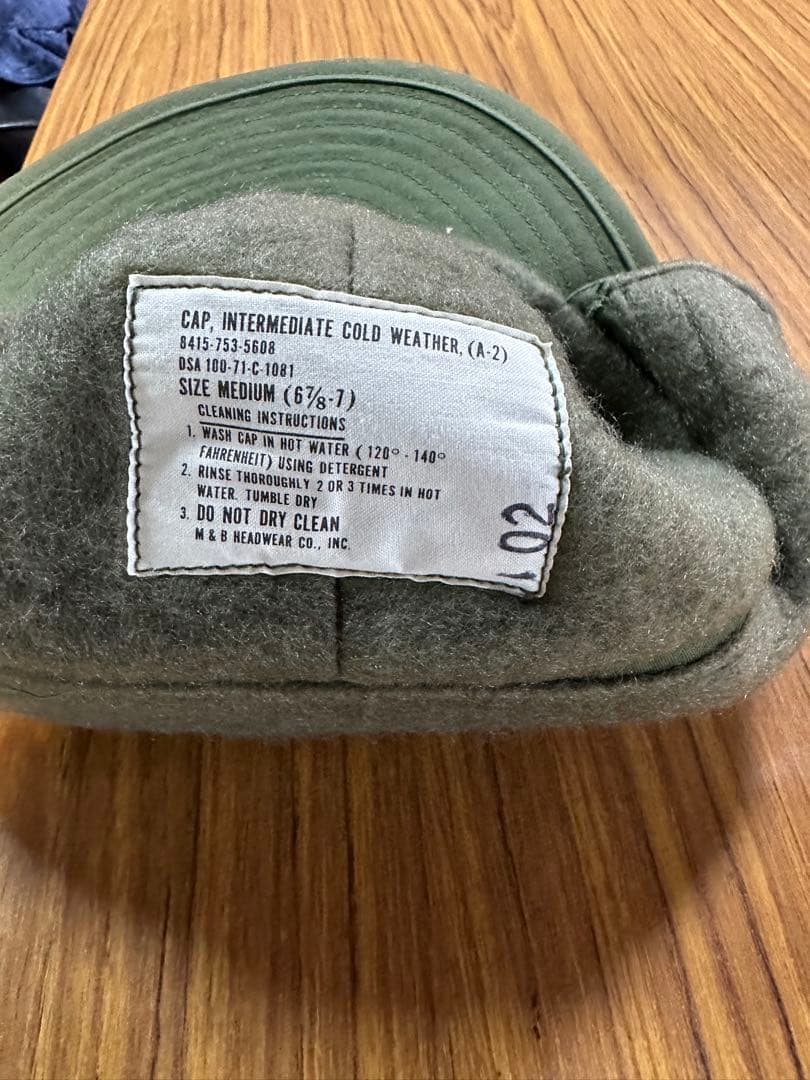 CAP, INTERMEDIATE COLD WEATHER, (A-2)
8415-753-5608
DSA 100-71-C-1081
SIZE MEDIUM (6⅞-7)
CLEANING INSTRUCTIONS
1. WASH CAP IN HOT WATER (120° - 140°
FAHRENHEIT) USING DETERGENT
2. RINSE THOROUGHLY 2 OR 3 TIMES IN HOT
WATER. TUMBLE DRY
3. DO NOT DRY CLEAN
M & B HEADWEAR CO., INC.
02